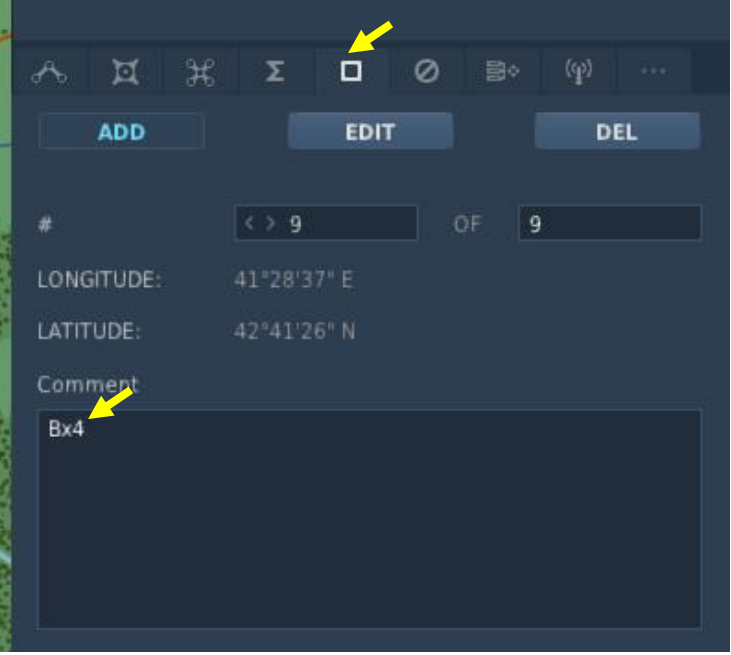 Σ
ADD EDIT DEL
# < > 9 OF 9
LONGITUDE: 41°28'37" E
LATITUDE: 42°41'26" N
Comment
Bx4